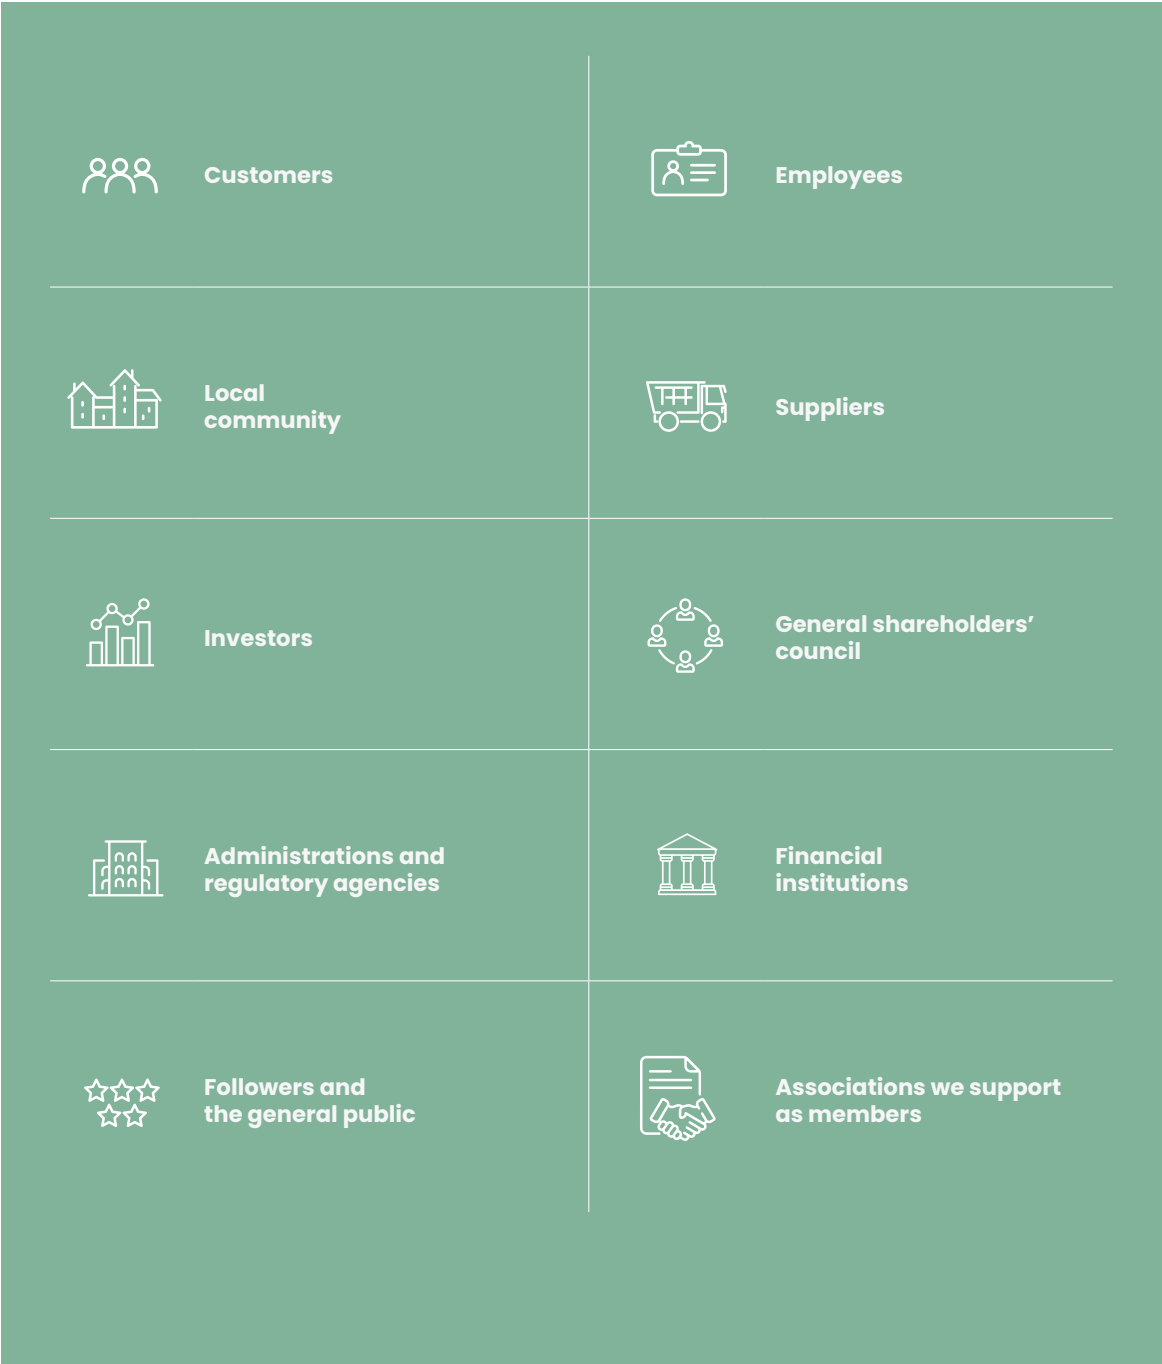 Customers
Employees
Local
community
Suppliers
Investors
General shareholders’
council
Administrations and
regulatory agencies
Financial
institutions
Followers and
the general public
Associations we support
as members